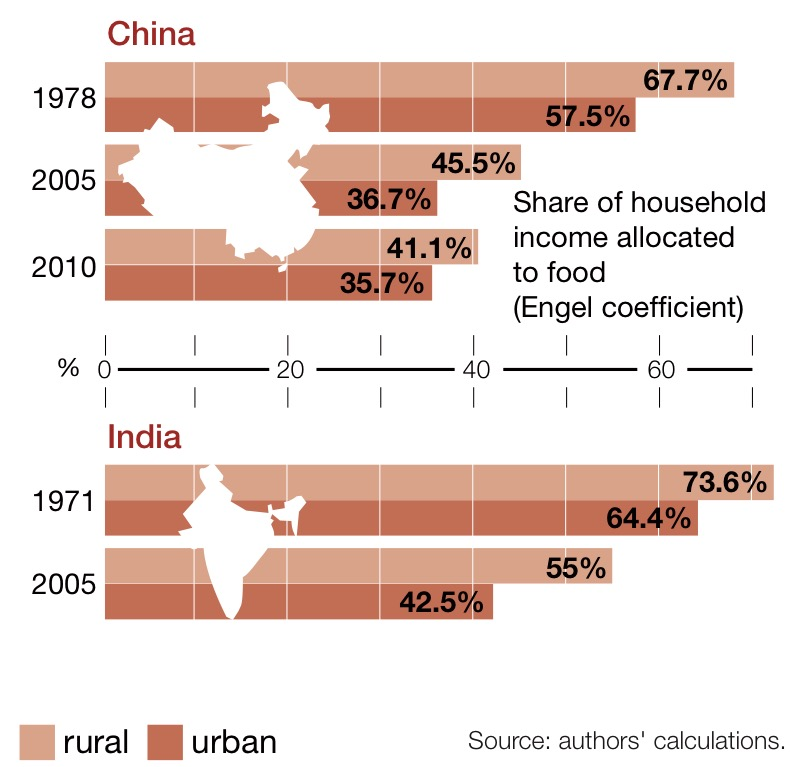 China
1978
67.7%
57.5%
2005
45.5%
36.7%
2010
41.1%
35.7%
Share of household
income allocated
to food
(Engel coefficient)
% 0 20 40 60
India
1971
73.6%
64.4%
2005
55%
42.5%
rural urban
Source: authors' calculations.